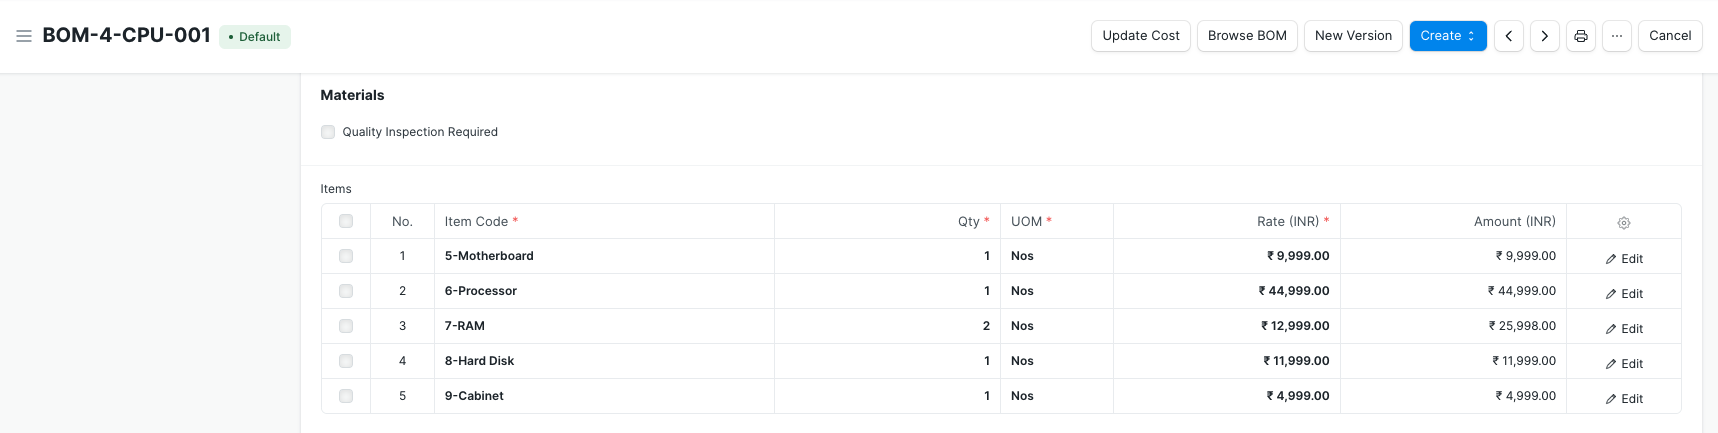 BOM-4-CPU-001 • Default Update Cost Browse BOM New Version Create ... Cancel
Materials
Quality Inspection Required
Items
No. Item Code * Qty * UOM * Rate (INR) * Amount (INR)
1 5-Motherboard 1 Nos ₹ 9,999.00 ₹ 9,999.00 Edit
2 6-Processor 1 Nos ₹ 44,999.00 ₹ 44,999.00 Edit
3 7-RAM 2 Nos ₹ 12,999.00 ₹ 25,998.00 Edit
4 8-Hard Disk 1 Nos ₹ 11,999.00 ₹ 11,999.00 Edit
5 9-Cabinet 1 Nos ₹ 4,999.00 ₹ 4,999.00 Edit